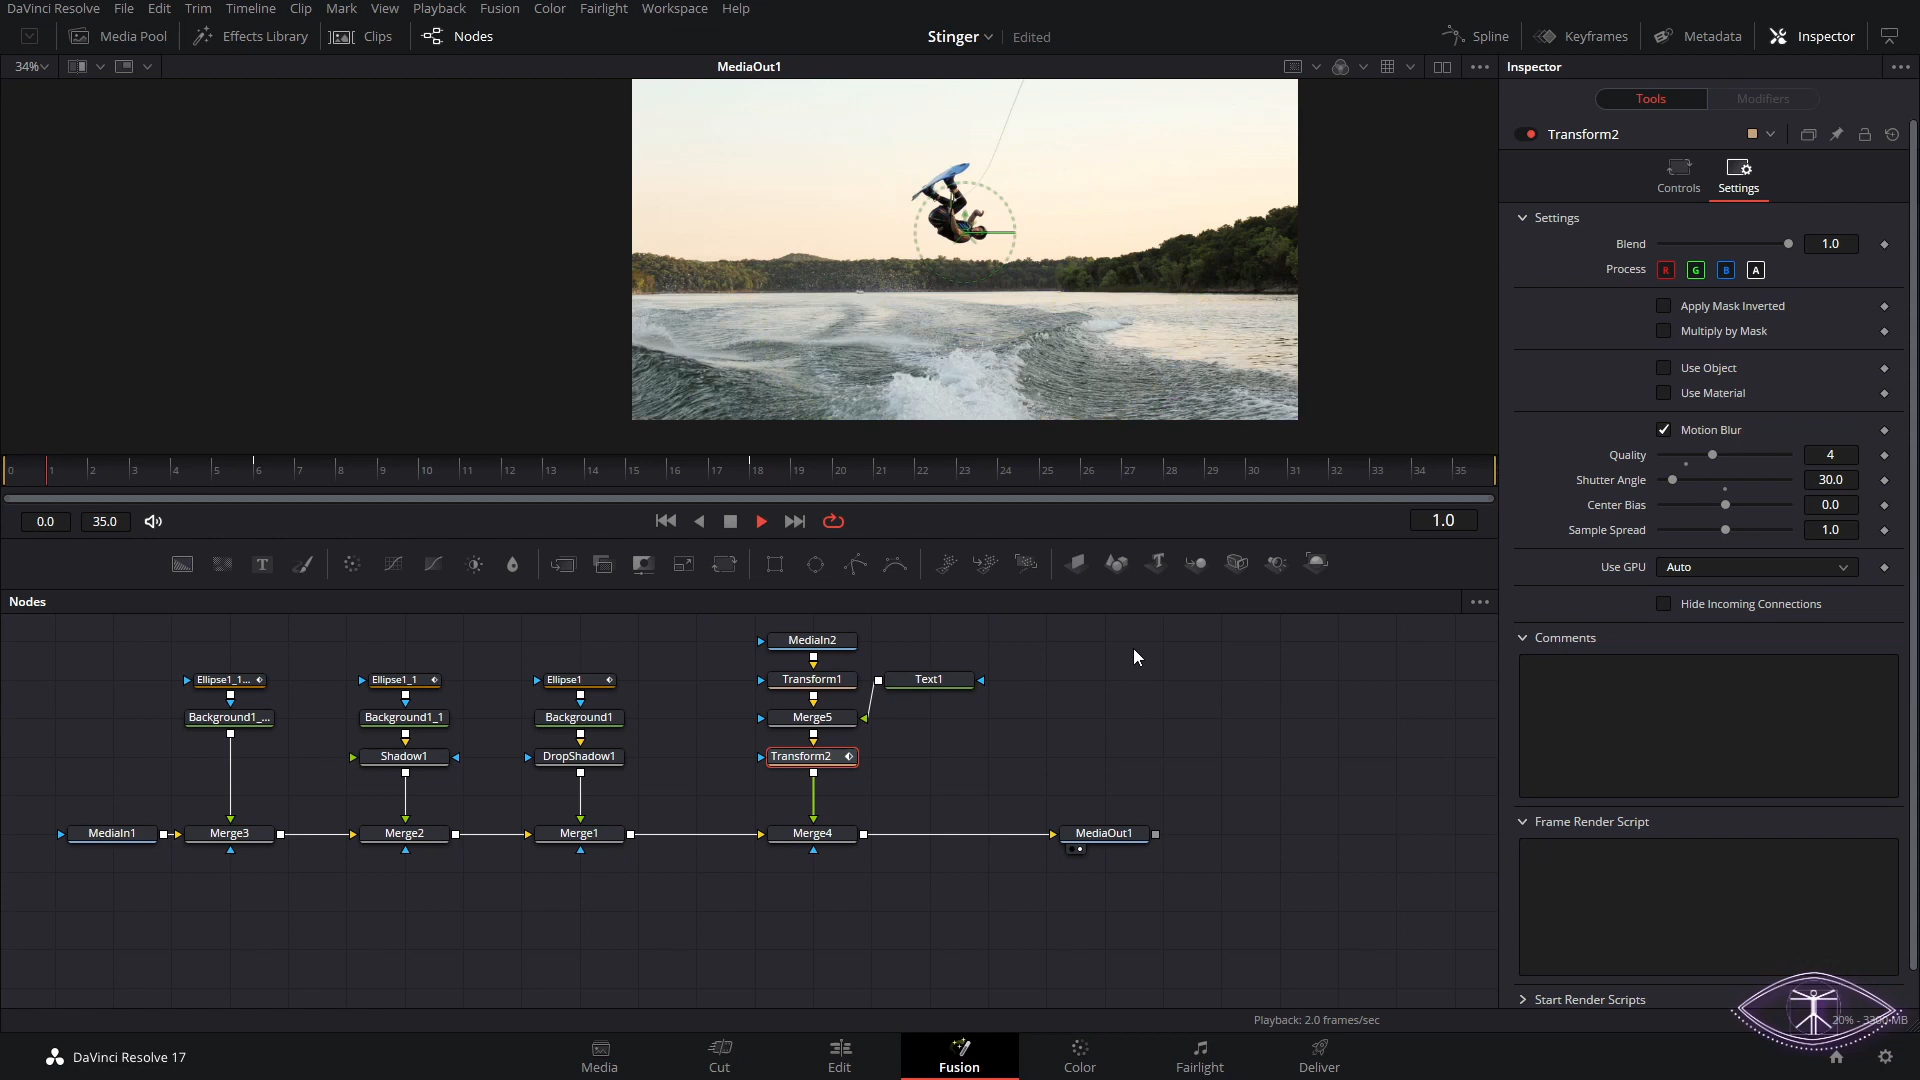 DaVinci Resolve File Edit Trim Timeline Clip Mark View Playback Fusion Color Fairlight Workspace Help
Media Pool Effects Library Clips Nodes Stinger Edited Spline Keyframes Metadata Inspector
34% MediaOut1 Inspector
Tools Modifiers
Transform2
Controls Settings
Settings
Blend 1.0
Process R G B A
Apply Mask Inverted
Multiply by Mask
Use Object
Use Material
Motion Blur
Quality 4
Shutter Angle 30.0
Center Bias 0.0
Sample Spread 1.0
Use GPU Auto
Hide Incoming Connections
Comments
Frame Render Script
Start Render Scripts
0 1 2 3 4 5 6 7 8 9 10 11 12 13 14 15 16 17 18 19 20 21 22 23 24 25 26 27 28 29 30 31 32 33 34 35
0.0 35.0 1.0
T T
Nodes
MediaIn2
Ellipse1_1... Ellipse1_1 Ellipse1 Transform1 Text1
Background1_... Background1_1 Background1 Merge5
Shadow1 DropShadow1 Transform2
MediaIn1 Merge3 Merge2 Merge1 Merge4 MediaOut1
Playback: 2.0 frames/sec 20% - 3300 MB
DaVinci Resolve 17 Media Cut Edit Fusion Color Fairlight Deliver